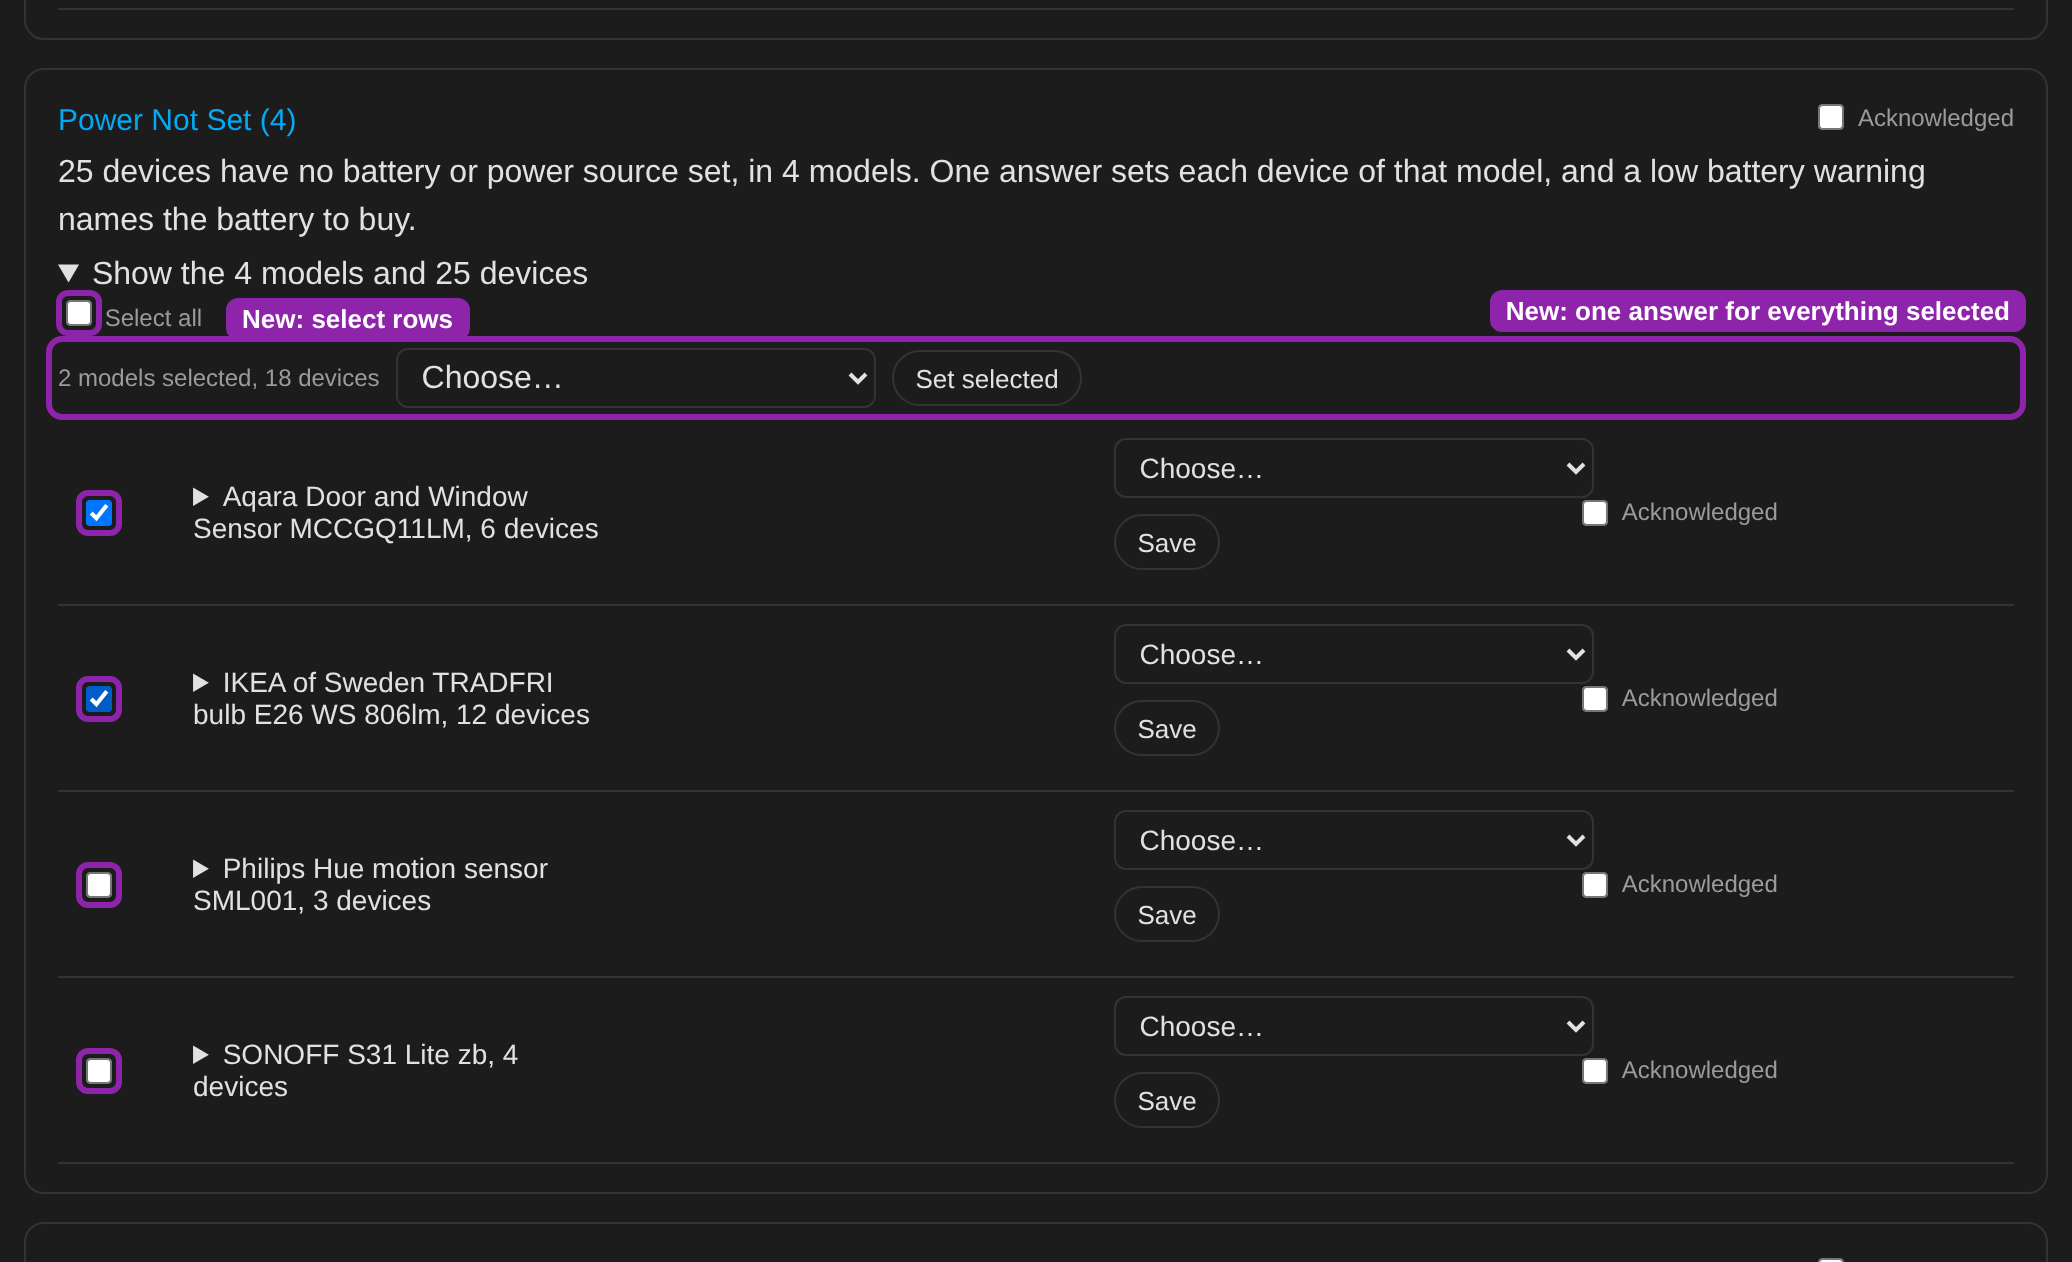 Power Not Set (4)
Acknowledged
25 devices have no battery or power source set, in 4 models. One answer sets each device of that model, and a low battery warning
names the battery to buy.
Show the 4 models and 25 devices
Select all
New: select rows
New: one answer for everything selected
2 models selected, 18 devices
Choose…
Set selected
Aqara Door and Window
Sensor MCCGQ11LM, 6 devices
Choose…
Save
Acknowledged
IKEA of Sweden TRADFRI
bulb E26 WS 806lm, 12 devices
Choose…
Save
Acknowledged
Philips Hue motion sensor
SML001, 3 devices
Choose…
Save
Acknowledged
SONOFF S31 Lite zb, 4
devices
Choose…
Save
Acknowledged